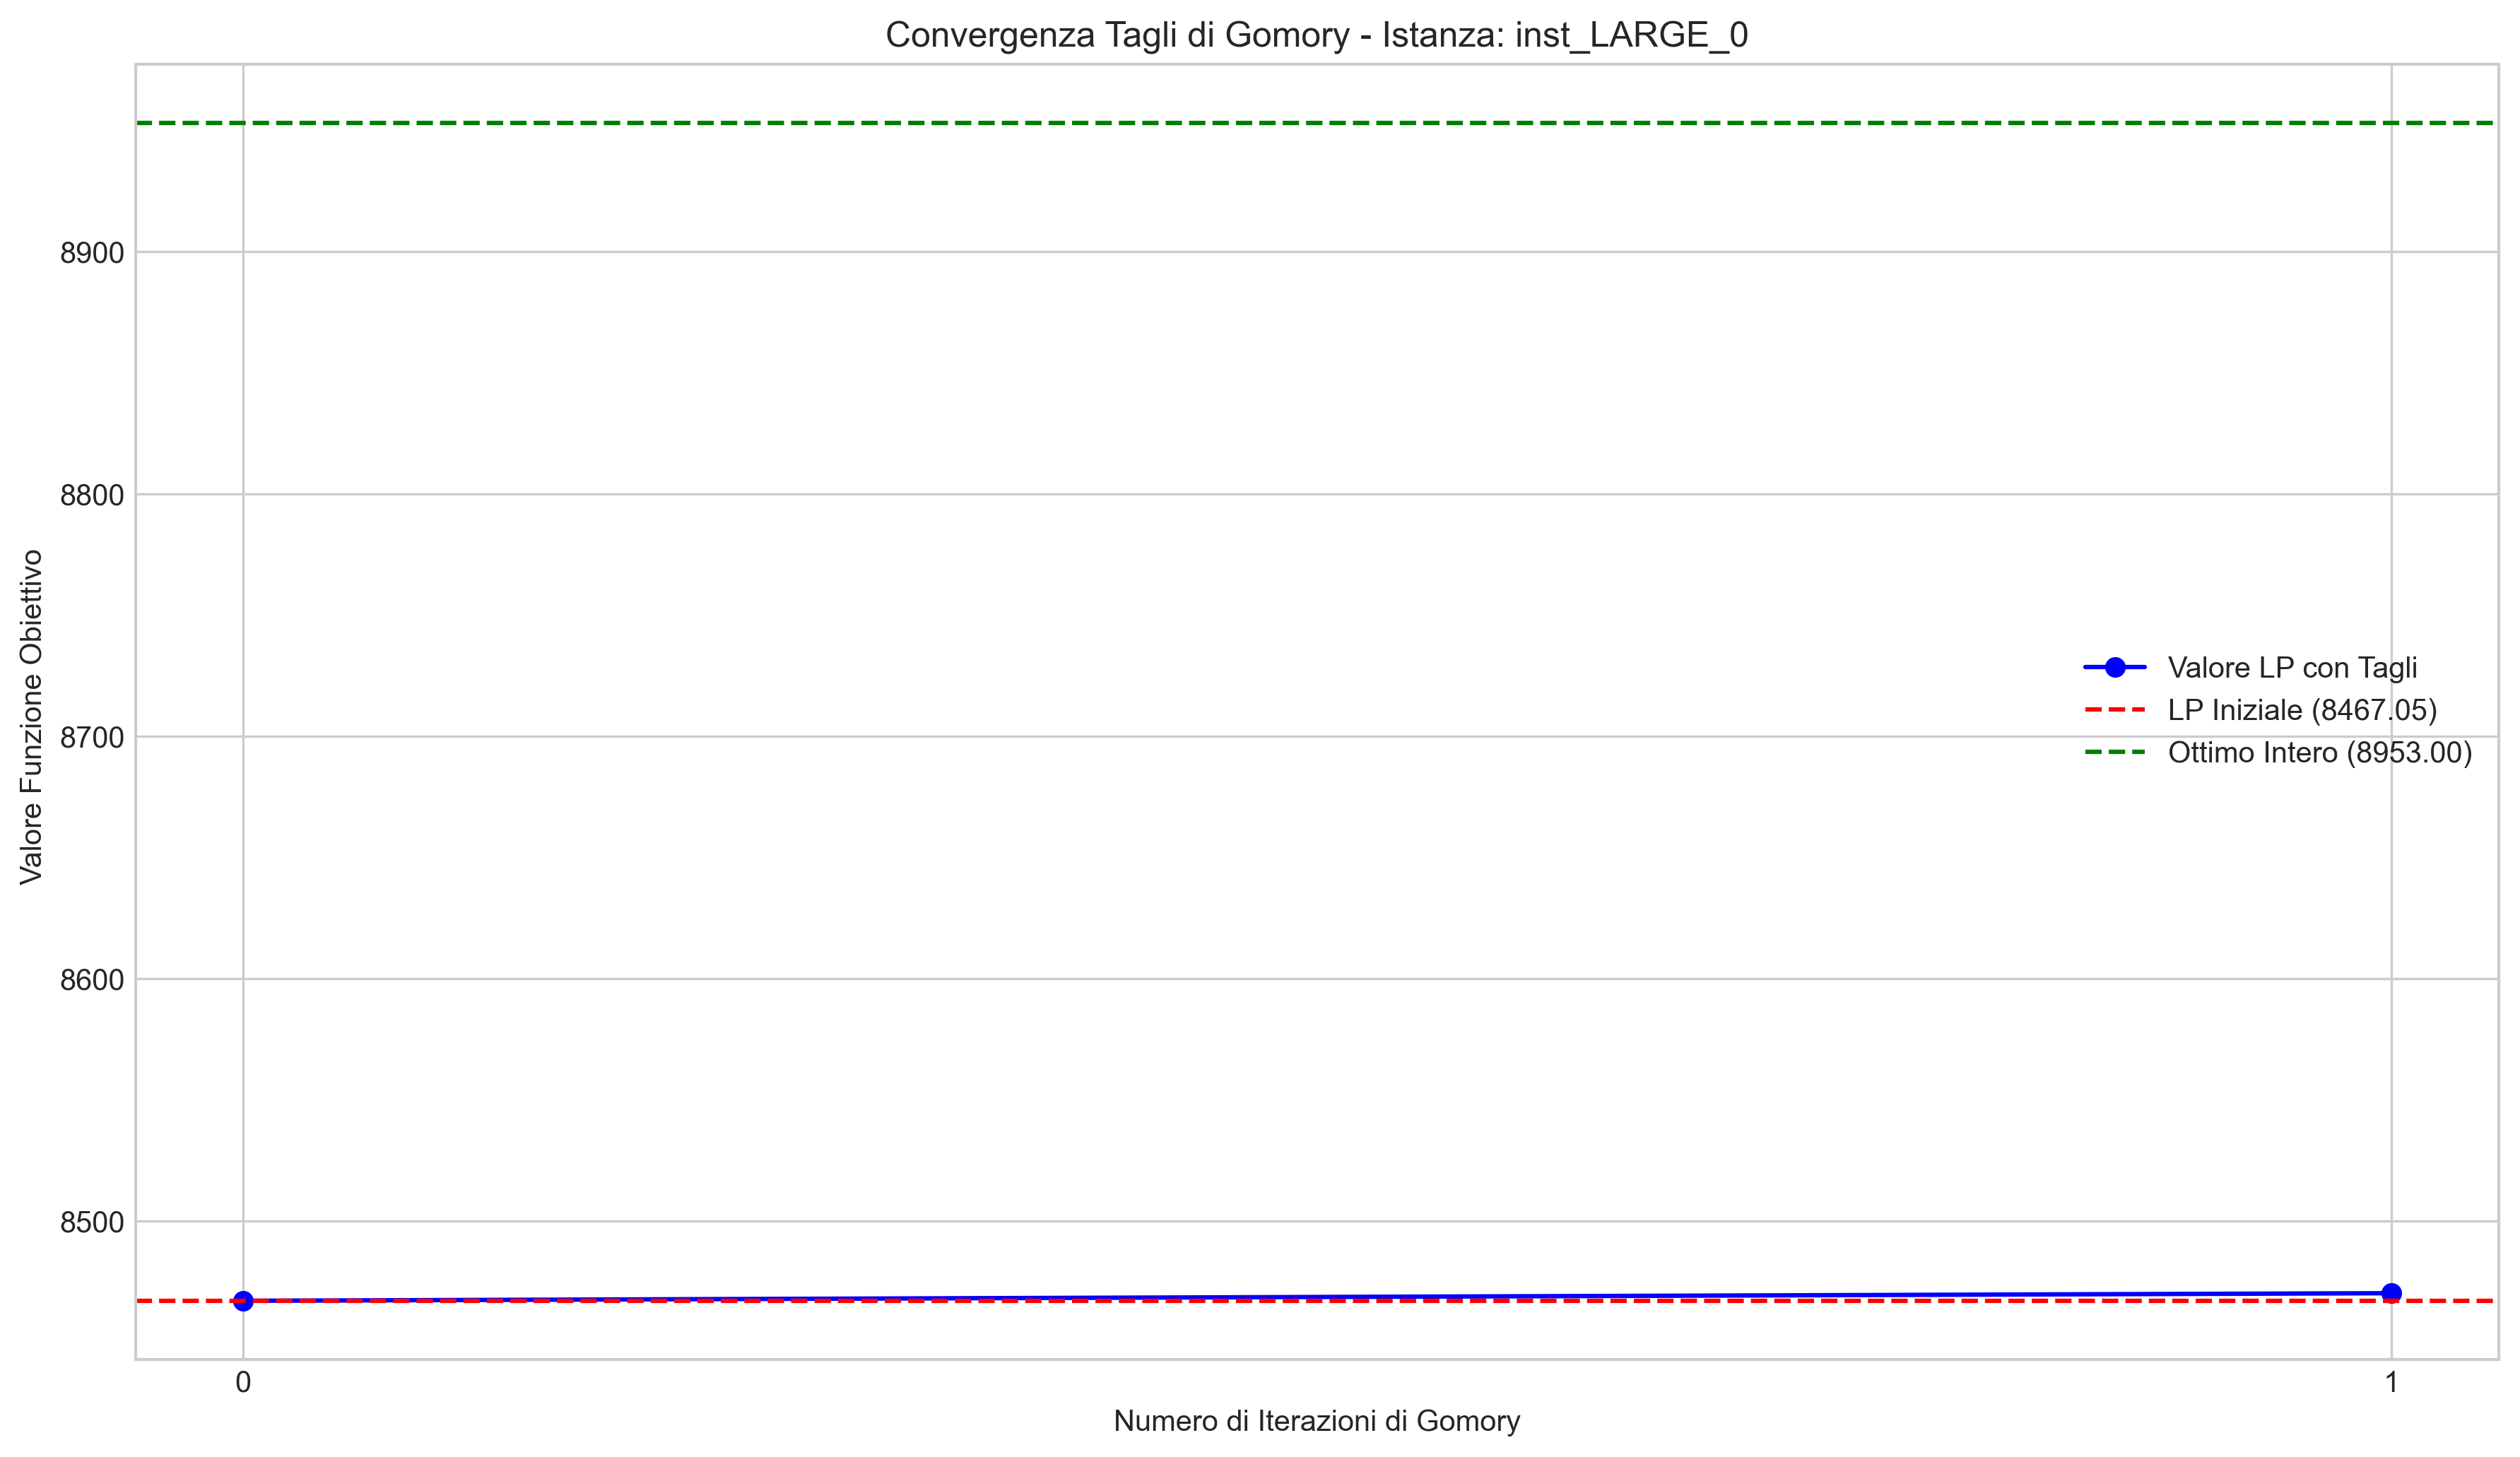 Convergenza Tagli di Gomory - Istanza: inst_LARGE_0
Valore Funzione Obiettivo
8900
8800
8700
8600
8500
Valore LP con Tagli
LP Iniziale (8467.05)
Ottimo Intero (8953.00)
0
1
Numero di Iterazioni di Gomory